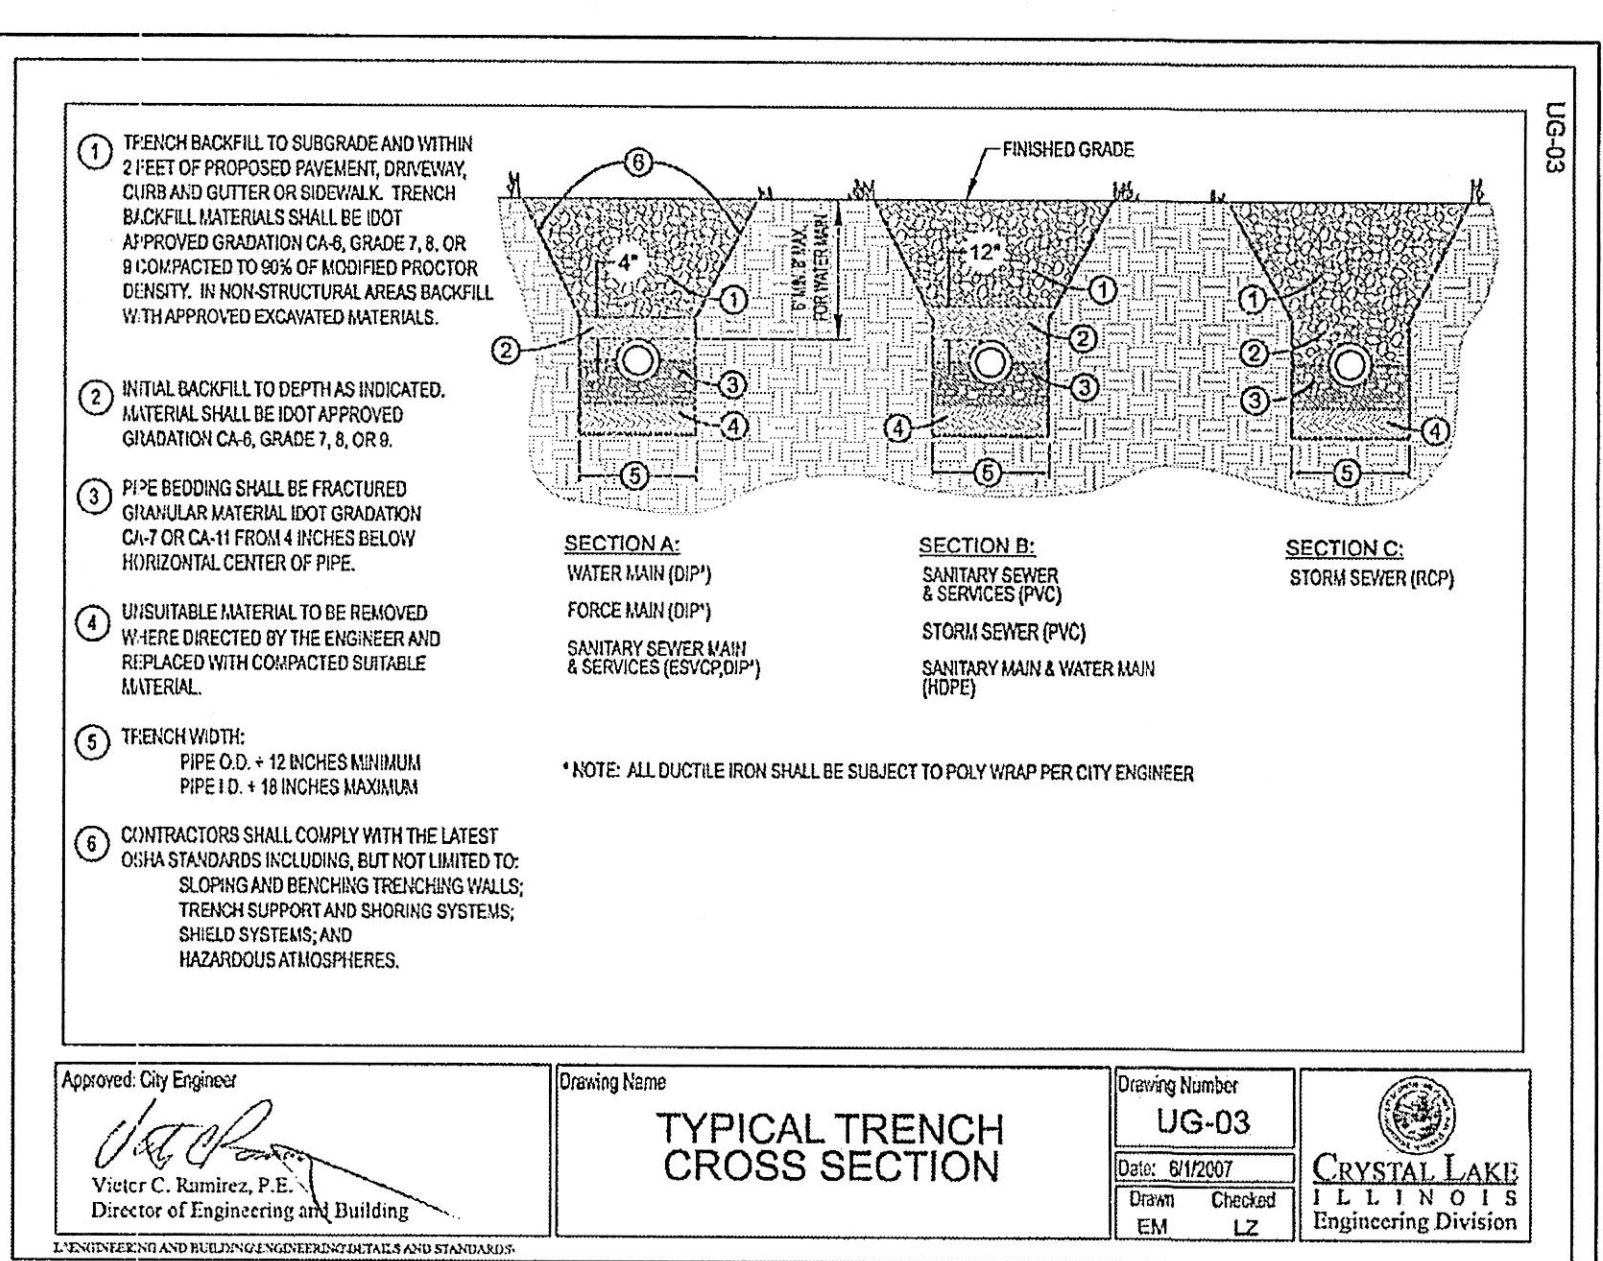 UG-03
① TRENCH BACKFILL TO SUBGRADE AND WITHIN
2 FEET OF PROPOSED PAVEMENT, DRIVEWAY,
CURB AND GUTTER OR SIDEWALK. TRENCH
BACKFILL MATERIALS SHALL BE IDOT
APPROVED GRADATION CA-6, GRADE 7, 8, OR
9 COMPACTED TO 90% OF MODIFIED PROCTOR
DENSITY. IN NON-STRUCTURAL AREAS BACKFILL
WITH APPROVED EXCAVATED MATERIALS.
② INITIAL BACKFILL TO DEPTH AS INDICATED.
MATERIAL SHALL BE IDOT APPROVED
GRADATION CA-6, GRADE 7, 8, OR 9.
③ PIPE BEDDING SHALL BE FRACTURED
GRANULAR MATERIAL IDOT GRADATION
CA-7 OR CA-11 FROM 4 INCHES BELOW
HORIZONTAL CENTER OF PIPE.
④ UNSUITABLE MATERIAL TO BE REMOVED
WHERE DIRECTED BY THE ENGINEER AND
REPLACED WITH COMPACTED SUITABLE
MATERIAL.
⑤ TRENCH WIDTH:
PIPE O.D. + 12 INCHES MINIMUM
PIPE I.D. + 18 INCHES MAXIMUM
⑥ CONTRACTORS SHALL COMPLY WITH THE LATEST
OSHA STANDARDS INCLUDING, BUT NOT LIMITED TO:
SLOPING AND BENCHING TRENCHING WALLS;
TRENCH SUPPORT AND SHORING SYSTEMS;
SHIELD SYSTEMS; AND
HAZARDOUS ATMOSPHERES.
FINISHED GRADE
⑥
4"
①
②
③
④
⑤
6' MIN. 8' MAX.
FOR WATER MAIN
12"
①
②
③
④
⑤
①
②
③
④
⑤
SECTION A:
WATER MAIN (DIP*)
FORCE MAIN (DIP*)
SANITARY SEWER MAIN
& SERVICES (ESVCP,DIP*)
SECTION B:
SANITARY SEWER
& SERVICES (PVC)
STORM SEWER (PVC)
SANITARY MAIN & WATER MAIN
(HDPE)
SECTION C:
STORM SEWER (RCP)
* NOTE: ALL DUCTILE IRON SHALL BE SUBJECT TO POLY WRAP PER CITY ENGINEER
Approved: City Engineer
Victor C. Ramirez, P.E.
Director of Engineering and Building
Drawing Name
TYPICAL TRENCH
CROSS SECTION
Drawing Number
UG-03
Date: 6/1/2007
Drawn Checked
EM LZ
CRYSTAL LAKE
ILLINOIS
Engineering Division
L:\ENGINEERING AND BUILDING\ENGINEERING\DETAILS AND STANDARDS\